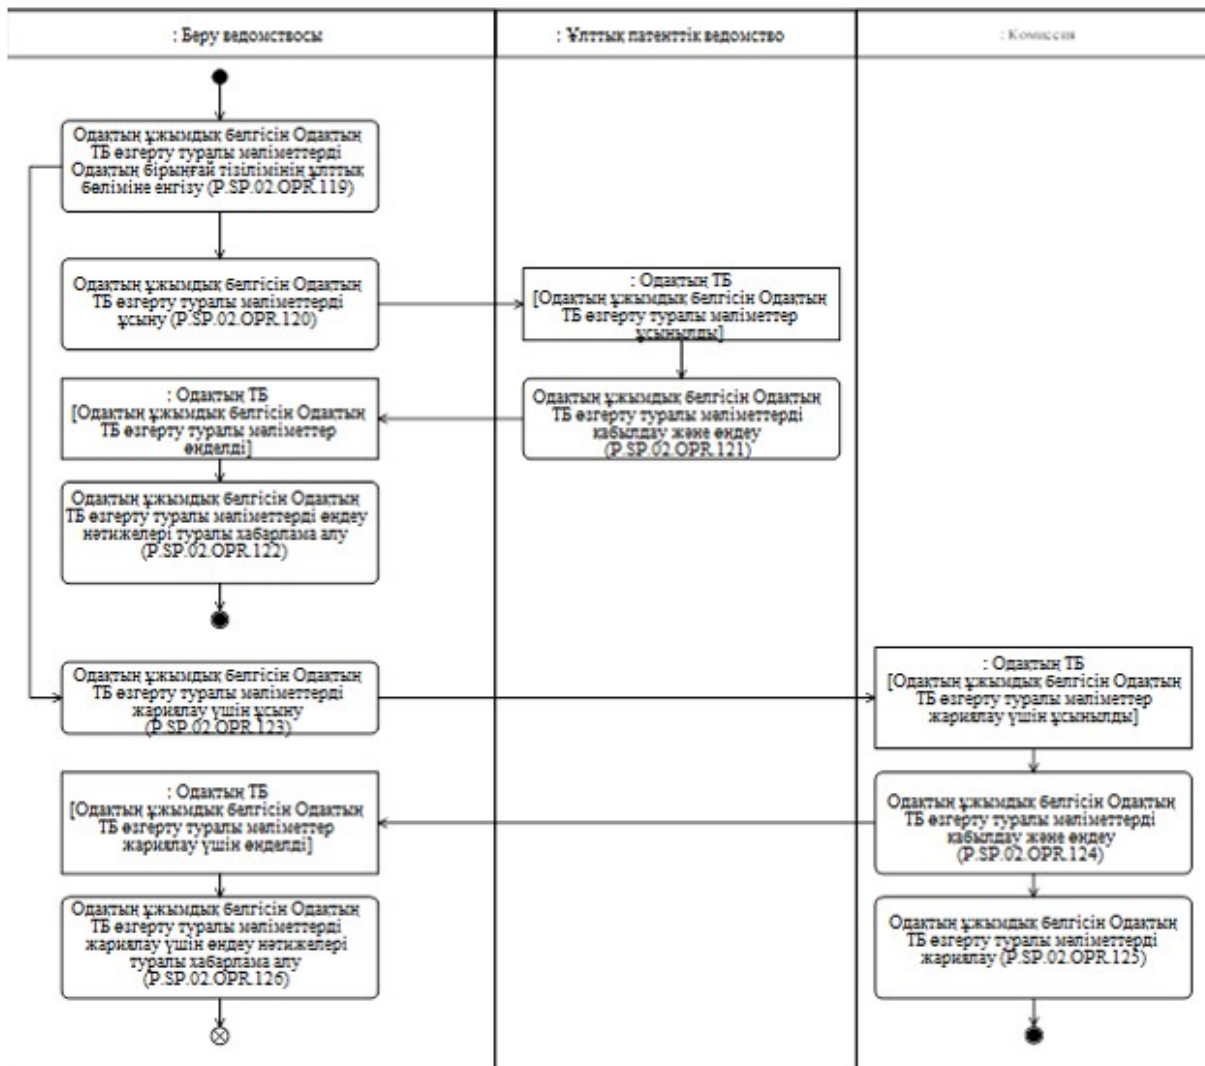 : Беру ведомствосы
: Ұлттық патенттік ведомство
: Комиссия
Одақтың ұжымдық белгісін Одақтың
ТБ өзгерту туралы мәліметтерді
Одақтың бірыңғай тізілімінің ұлттық
бөліміне енгізу (P.SP.02.OPR.119)
Одақтың ұжымдық белгісін Одақтың
ТБ өзгерту туралы мәліметтерді
ұсыну (P.SP.02.OPR.120)
: Одақтың ТБ
[Одақтың ұжымдық белгісін Одақтың
ТБ өзгерту туралы мәліметтер
ұсынылды]
: Одақтың ТБ
[Одақтың ұжымдық белгісін Одақтың
ТБ өзгерту туралы мәліметтер
өңделді]
Одақтың ұжымдық белгісін Одақтың
ТБ өзгерту туралы мәліметтерді
қабылдау және өңдеу
(P.SP.02.OPR.121)
Одақтың ұжымдық белгісін Одақтың
ТБ өзгерту туралы мәліметтерді өңдеу
нәтижелері туралы хабарлама алу
(P.SP.02.OPR.122)
Одақтың ұжымдық белгісін Одақтың
ТБ өзгерту туралы мәліметтерді
жариялау үшін ұсыну
(P.SP.02.OPR.123)
: Одақтың ТБ
[Одақтың ұжымдық белгісін Одақтың
ТБ өзгерту туралы мәліметтер
жариялау үшін ұсынылды]
: Одақтың ТБ
[Одақтың ұжымдық белгісін Одақтың
ТБ өзгерту туралы мәліметтер
жариялау үшін өңделді]
Одақтың ұжымдық белгісін Одақтың
ТБ өзгерту туралы мәліметтерді
қабылдау және өңдеу
(P.SP.02.OPR.124)
Одақтың ұжымдық белгісін Одақтың
ТБ өзгерту туралы мәліметтерді
жариялау үшін өңдеу нәтижелері
туралы хабарлама алу
(P.SP.02.OPR.126)
Одақтың ұжымдық белгісін Одақтың
ТБ өзгерту туралы мәліметтерді
жариялау (P.SP.02.OPR.125)